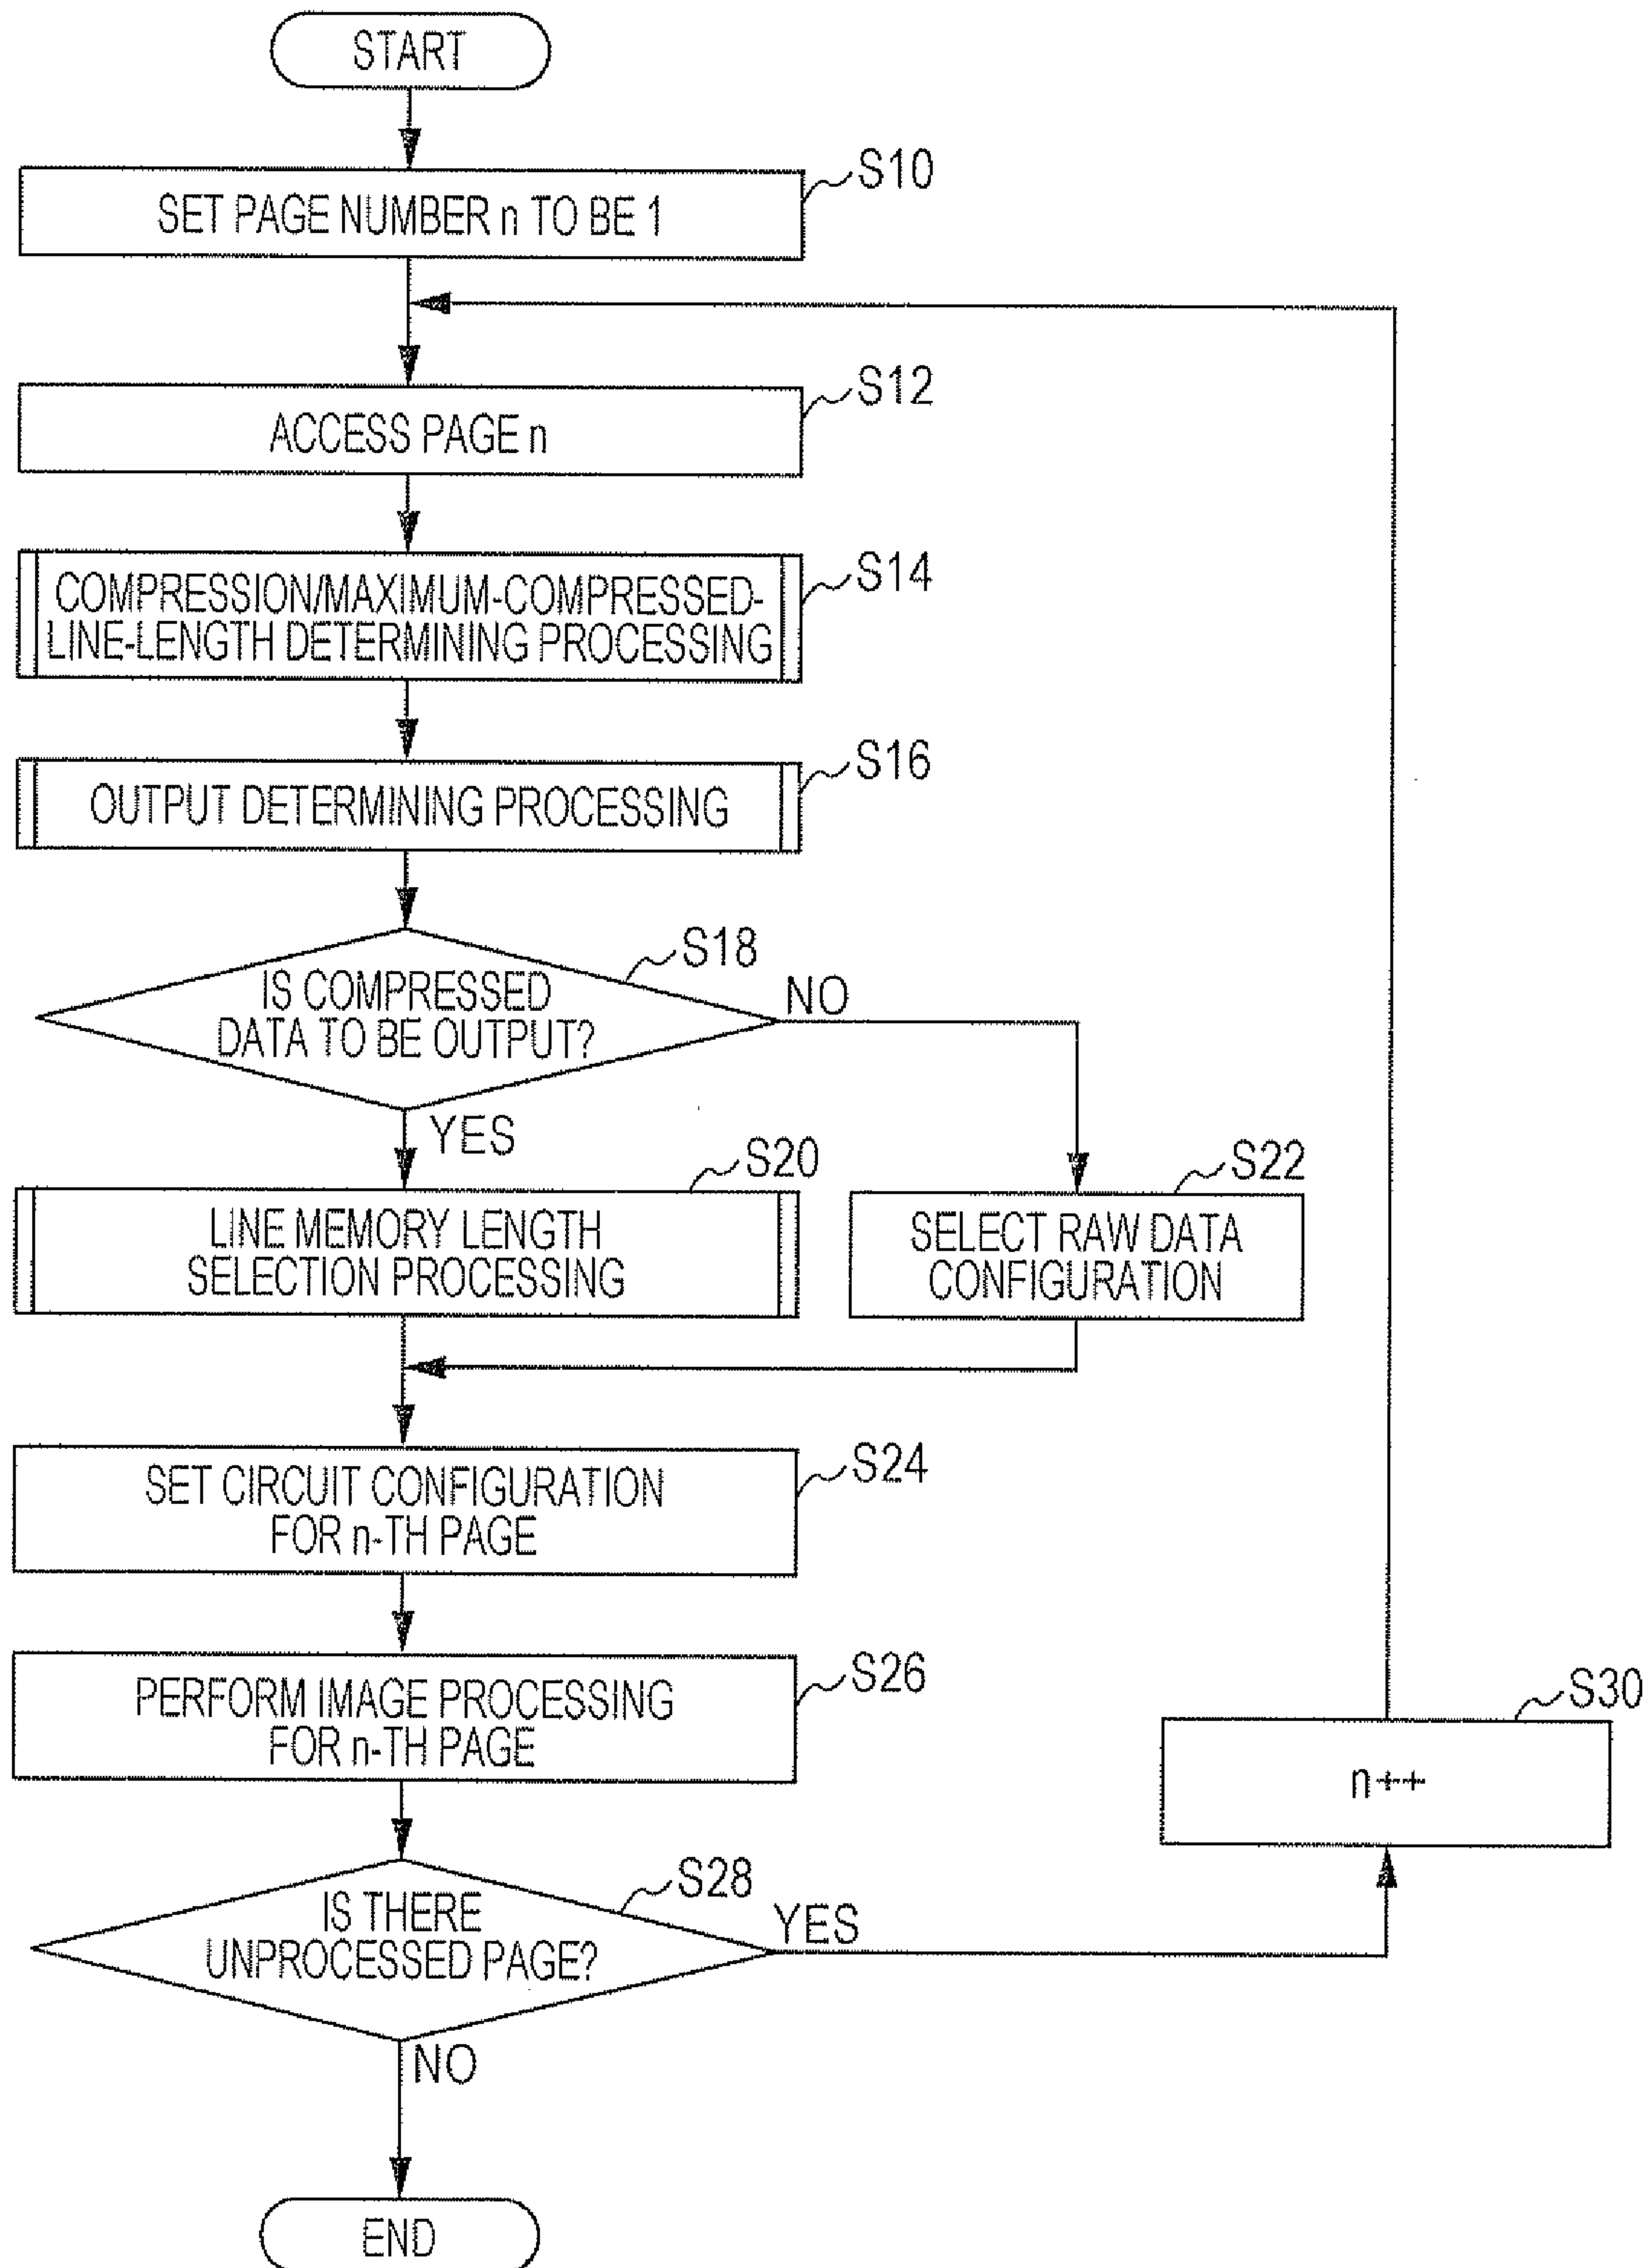 START
S10
SET PAGE NUMBER n TO BE 1
S12
ACCESS PAGE n
S14
COMPRESSION/MAXIMUM-COMPRESSED-
LINE-LENGTH DETERMINING PROCESSING
S16
OUTPUT DETERMINING PROCESSING
S18
IS COMPRESSED
DATA TO BE OUTPUT?
NO
YES
S20
LINE MEMORY LENGTH
SELECTION PROCESSING
S22
SELECT RAW DATA
CONFIGURATION
S24
SET CIRCUIT CONFIGURATION
FOR n-TH PAGE
S26
PERFORM IMAGE PROCESSING
FOR n-TH PAGE
S30
n++
S28
IS THERE
UNPROCESSED PAGE?
YES
NO
END